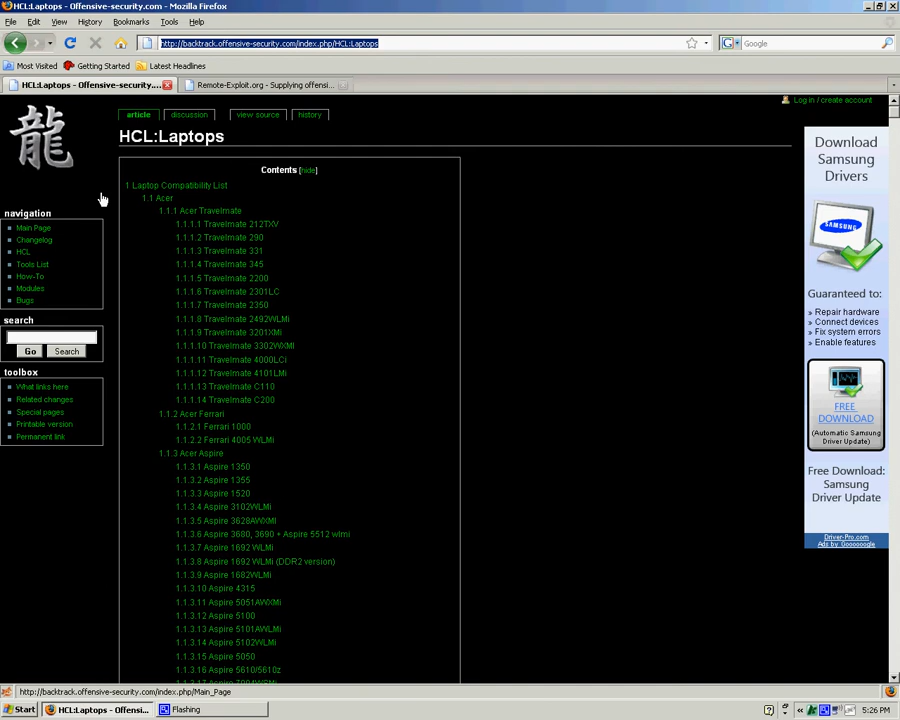 HCL:Laptops - Offensive-security.com - Mozilla Firefox
File Edit View History Bookmarks Tools Help
http://backtrack.offensive-security.com/index.php/HCL:Laptops
Google
Most Visited Getting Started Latest Headlines
HCL:Laptops - Offensive-security.... Remote-Exploit.org - Supplying offensi...
article discussion view source history
Log in / create account
龍
HCL:Laptops
Contents [hide]
1 Laptop Compatibility List
1.1 Acer
1.1.1 Acer Travelmate
1.1.1.1 Travelmate 212TXV
1.1.1.2 Travelmate 290
1.1.1.3 Travelmate 331
1.1.1.4 Travelmate 345
1.1.1.5 Travelmate 2200
1.1.1.6 Travelmate 2301LC
1.1.1.7 Travelmate 2350
1.1.1.8 Travelmate 2492WLMi
1.1.1.9 Travelmate 3201XMi
1.1.1.10 Travelmate 3302WXMI
1.1.1.11 Travelmate 4000LCi
1.1.1.12 Travelmate 4101LMi
1.1.1.13 Travelmate C110
1.1.1.14 Travelmate C200
1.1.2 Acer Ferrari
1.1.2.1 Ferrari 1000
1.1.2.2 Ferrari 4005 WLMi
1.1.3 Acer Aspire
1.1.3.1 Aspire 1350
1.1.3.2 Aspire 1355
1.1.3.3 Aspire 1520
1.1.3.4 Aspire 3102WLMi
1.1.3.5 Aspire 3628AWXMI
1.1.3.6 Aspire 3680, 3690 + Aspire 5512 wlmi
1.1.3.7 Aspire 1692 WLMi
1.1.3.8 Aspire 1692 WLMi (DDR2 version)
1.1.3.9 Aspire 1682WLMi
1.1.3.10 Aspire 4315
1.1.3.11 Aspire 5051AWXMi
1.1.3.12 Aspire 5100
1.1.3.13 Aspire 5101AWLMi
1.1.3.14 Aspire 5102WLMi
1.1.3.15 Aspire 5050
1.1.3.16 Aspire 5610/5610z
navigation
Main Page
Changelog
HCL
Tools List
How-To
Modules
Bugs
search
Go Search
toolbox
What links here
Related changes
Special pages
Printable version
Permanent link
Download
Samsung
Drivers
SAMSUNG
Guaranteed to:
» Repair hardware
» Connect devices
» Fix system errors
» Enable features
FREE
DOWNLOAD
(Automatic Samsung
Driver Update)
Free Download:
Samsung
Driver Update
Driver-Pro.com
Ads by Goooooogle
http://backtrack.offensive-security.com/index.php/Main_Page
Start HCL:Laptops - Offensi... Flashing
5:26 PM